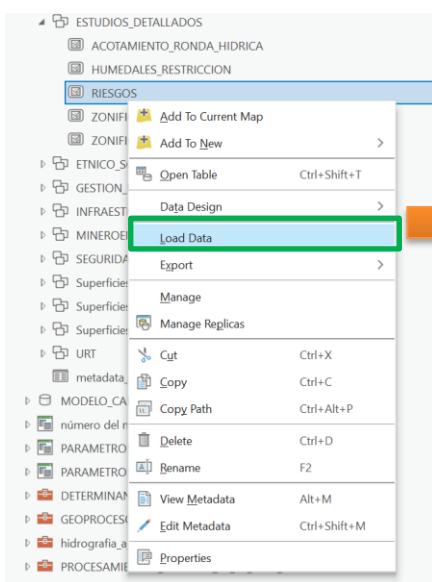 ESTUDIOS_DETALLADOS
ACOTAMIENTO_RONDA_HIDRICA
HUMEDALES_RESTRICCION
RIESGOS
ZONIFI
Add To Current Map
ZONIFI
Add To New
ETNICO_S
Open Table Ctrl+Shift+T
GESTION_
INFRAEST
Data Design
MINEROE
Load Data
SEGURIDA
Export
Superficies
Manage
Superficies
Manage Replicas
Superficies
URT
Cut Ctrl+X
metadata_
Copy Ctrl+C
MODELO_CA
Copy Path Ctrl+Alt+P
número del m
Delete Ctrl+D
PARAMETRO
Rename F2
PARAMETRO
DETERMINAN
View Metadata Alt+M
GEOPROCESO
Edit Metadata Ctrl+Shift+M
hidrografia_a
Properties
PROCESAMIE